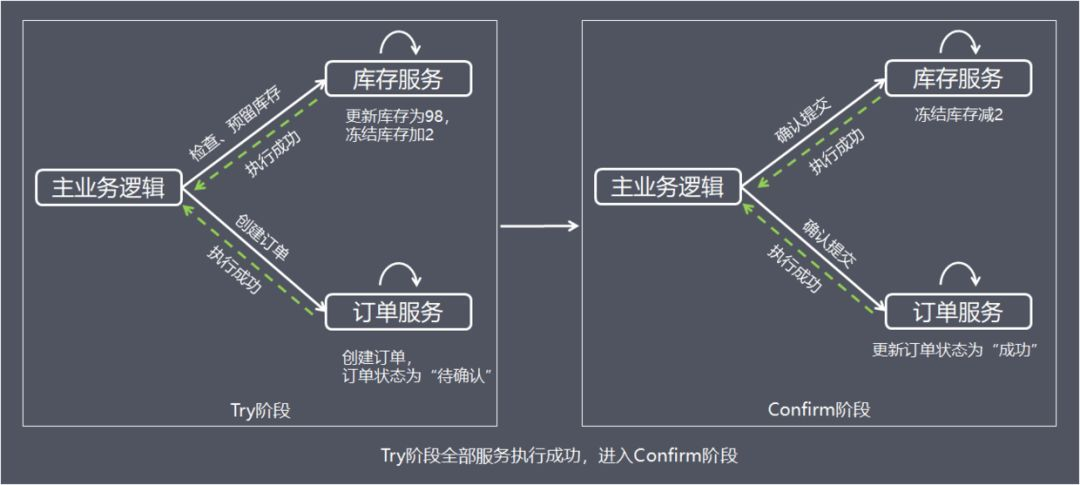 库存服务
更新库存为98，
冻结库存加2
检查、预留库存
执行成功
主业务逻辑
创建订单
执行成功
订单服务
创建订单，
订单状态为“待确认”
Try阶段
库存服务
冻结库存减2
确认提交
执行成功
主业务逻辑
确认提交
执行成功
订单服务
更新订单状态为“成功”
Confirm阶段
Try阶段全部服务执行成功，进入Confirm阶段